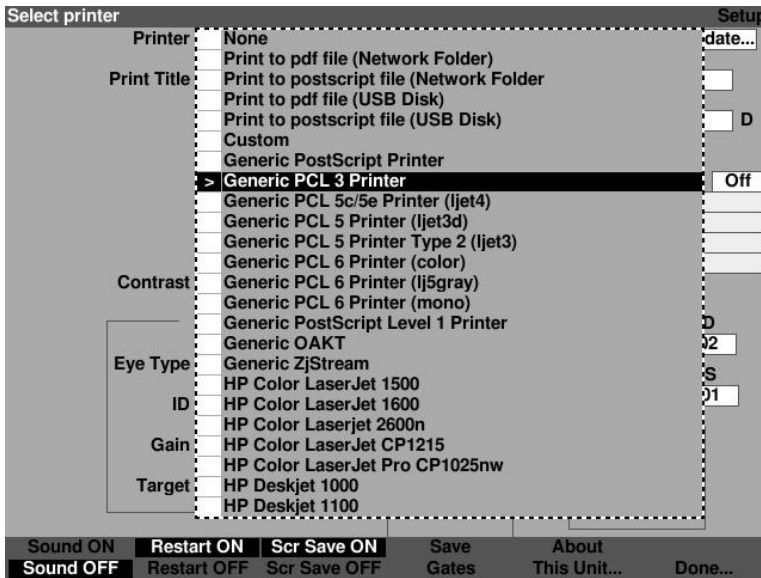 Select printer Setup
Printer None date...
Print to pdf file (Network Folder)
Print Title Print to postscript file (Network Folder
Print to pdf file (USB Disk)
Print to postscript file (USB Disk) D
Custom
Generic PostScript Printer
> Generic PCL 3 Printer Off
Generic PCL 5c/5e Printer (ljet4)
Generic PCL 5 Printer (ljet3d)
Generic PCL 5 Printer Type 2 (ljet3)
Generic PCL 6 Printer (color)
Contrast Generic PCL 6 Printer (lj5gray)
Generic PCL 6 Printer (mono)
Generic PostScript Level 1 Printer D
Generic OAKT 02
Eye Type Generic ZjStream S
HP Color LaserJet 1500 01
ID HP Color LaserJet 1600
HP Color Laserjet 2600n
Gain HP Color LaserJet CP1215
HP Color LaserJet Pro CP1025nw
Target HP Deskjet 1000
HP Deskjet 1100
Sound ON Restart ON Scr Save ON Save About
Sound OFF Restart OFF Scr Save OFF Gates This Unit... Done...